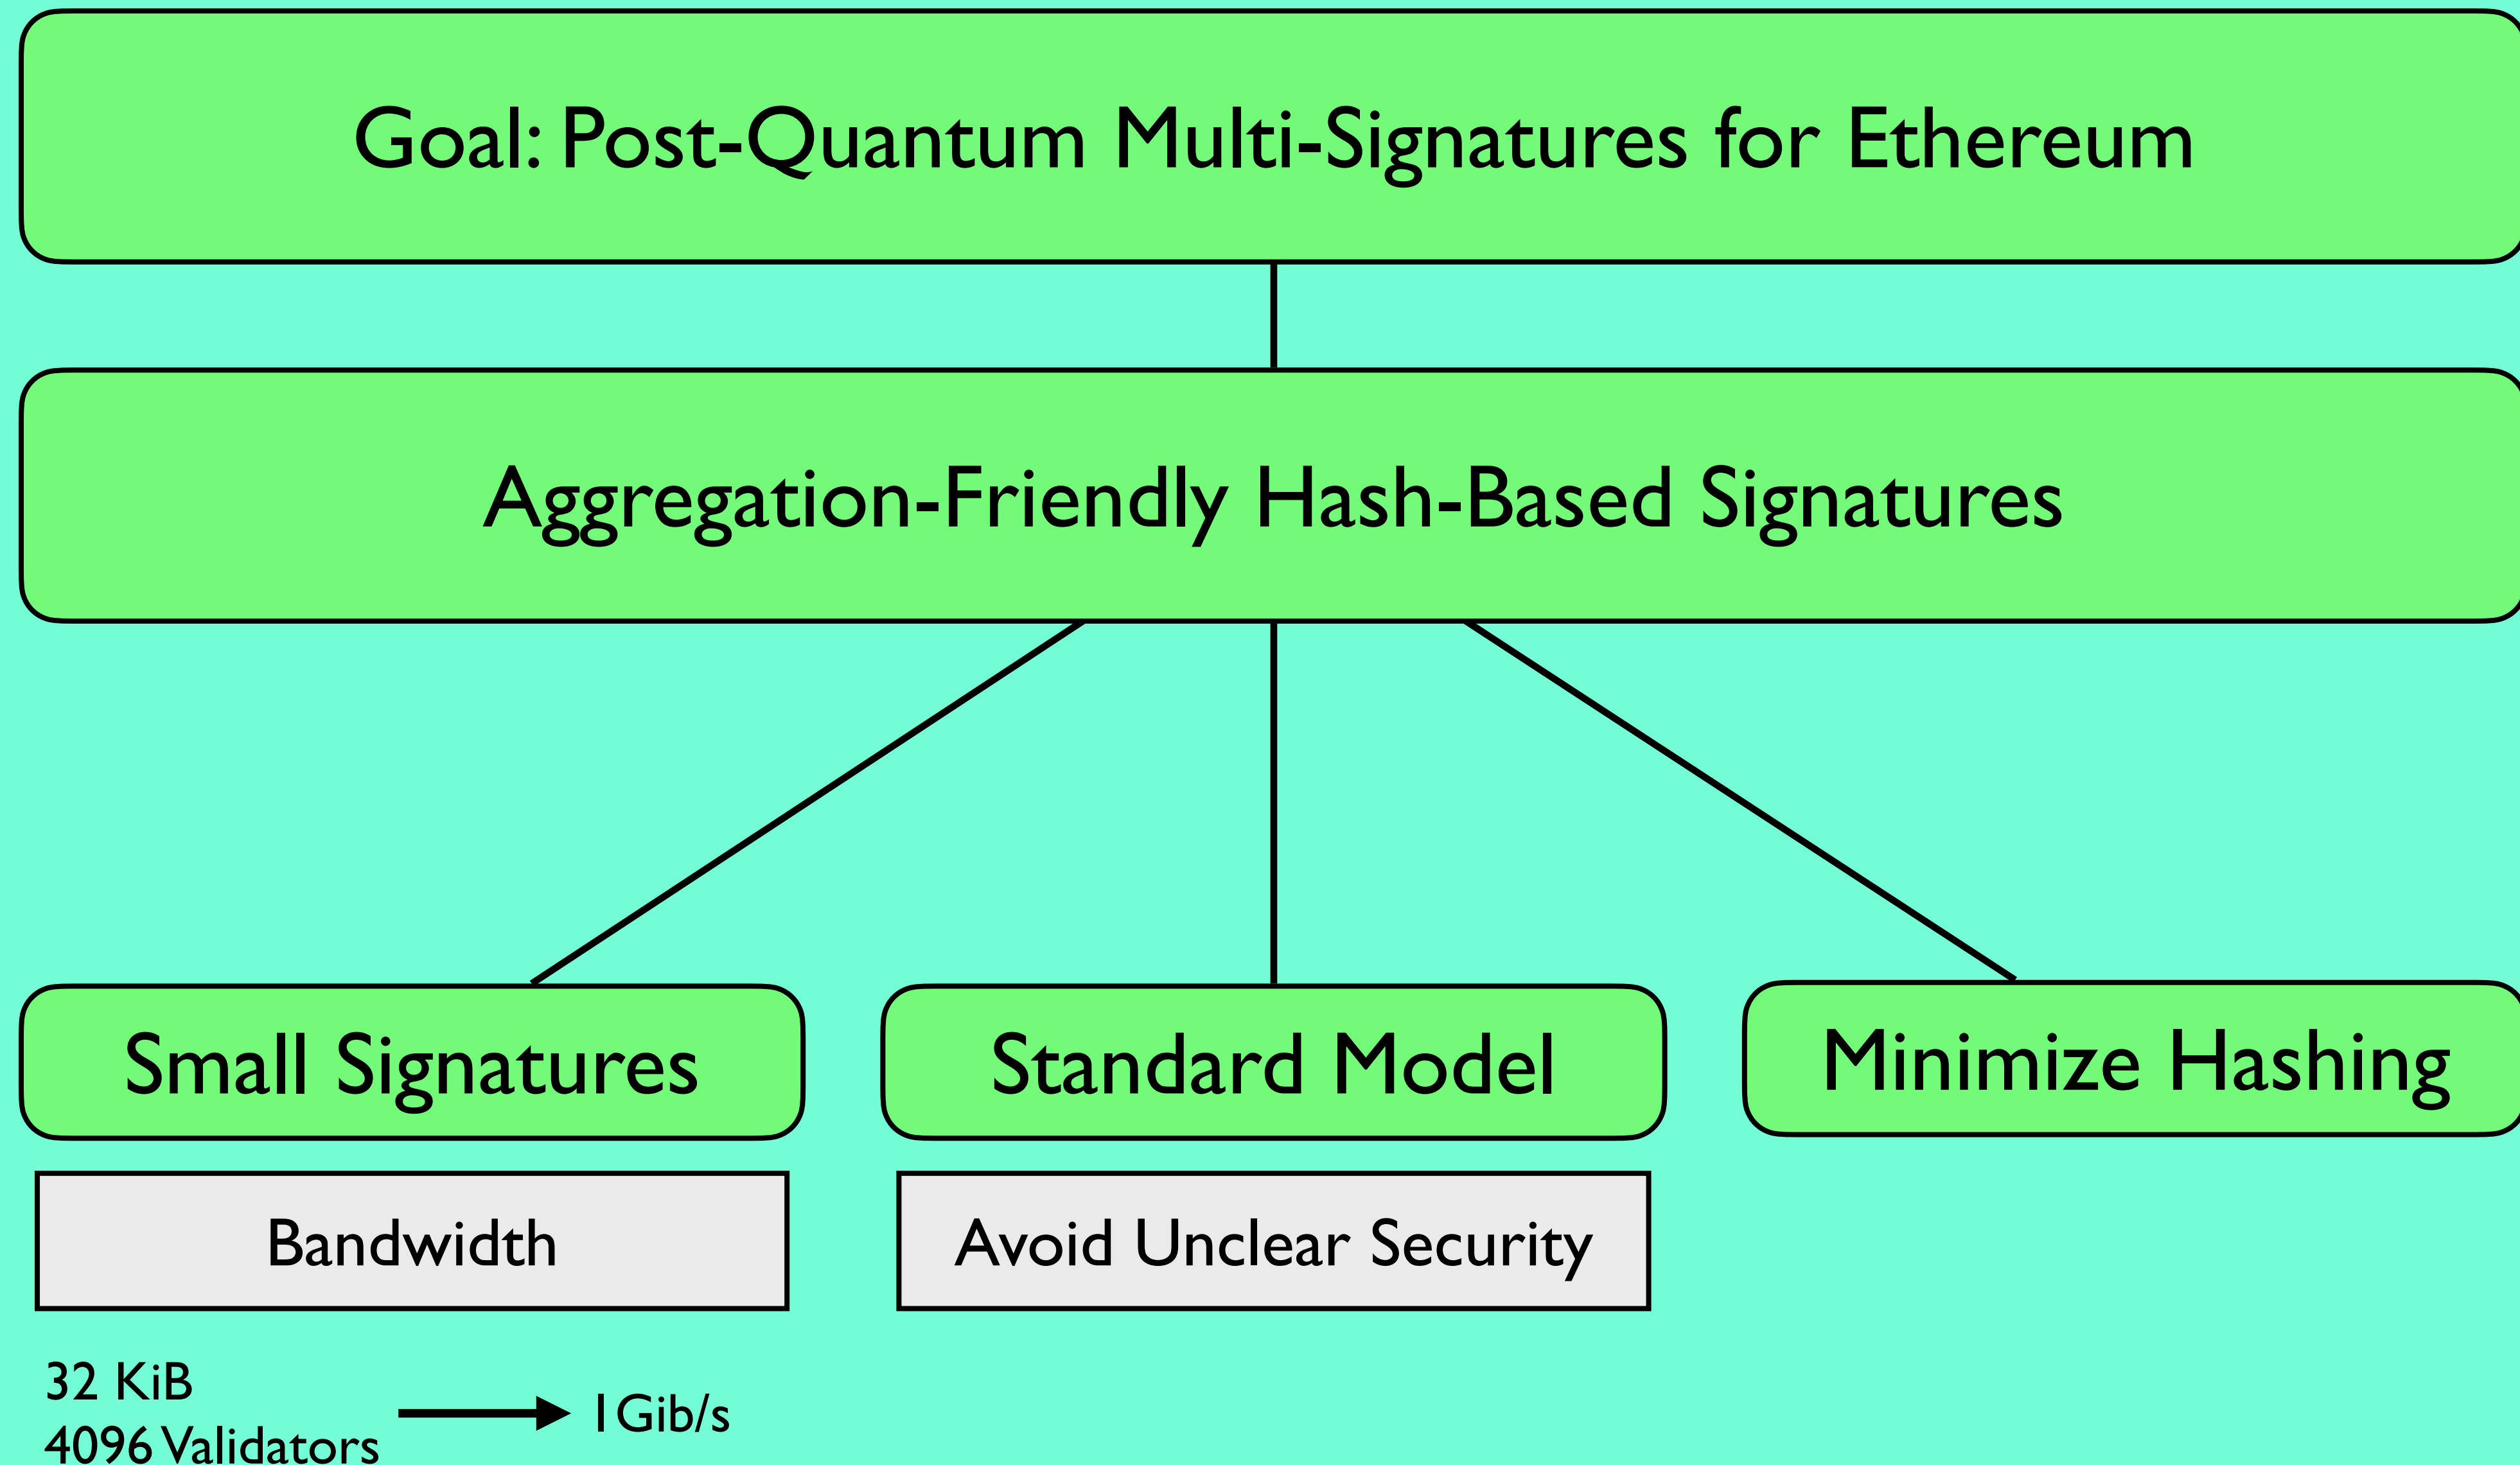 Goal: Post-Quantum Multi-Signatures for Ethereum
Aggregation-Friendly Hash-Based Signatures
Small Signatures
Standard Model
Minimize Hashing
Bandwidth
Avoid Unclear Security
32 KiB
4096 Validators
1Gib/s